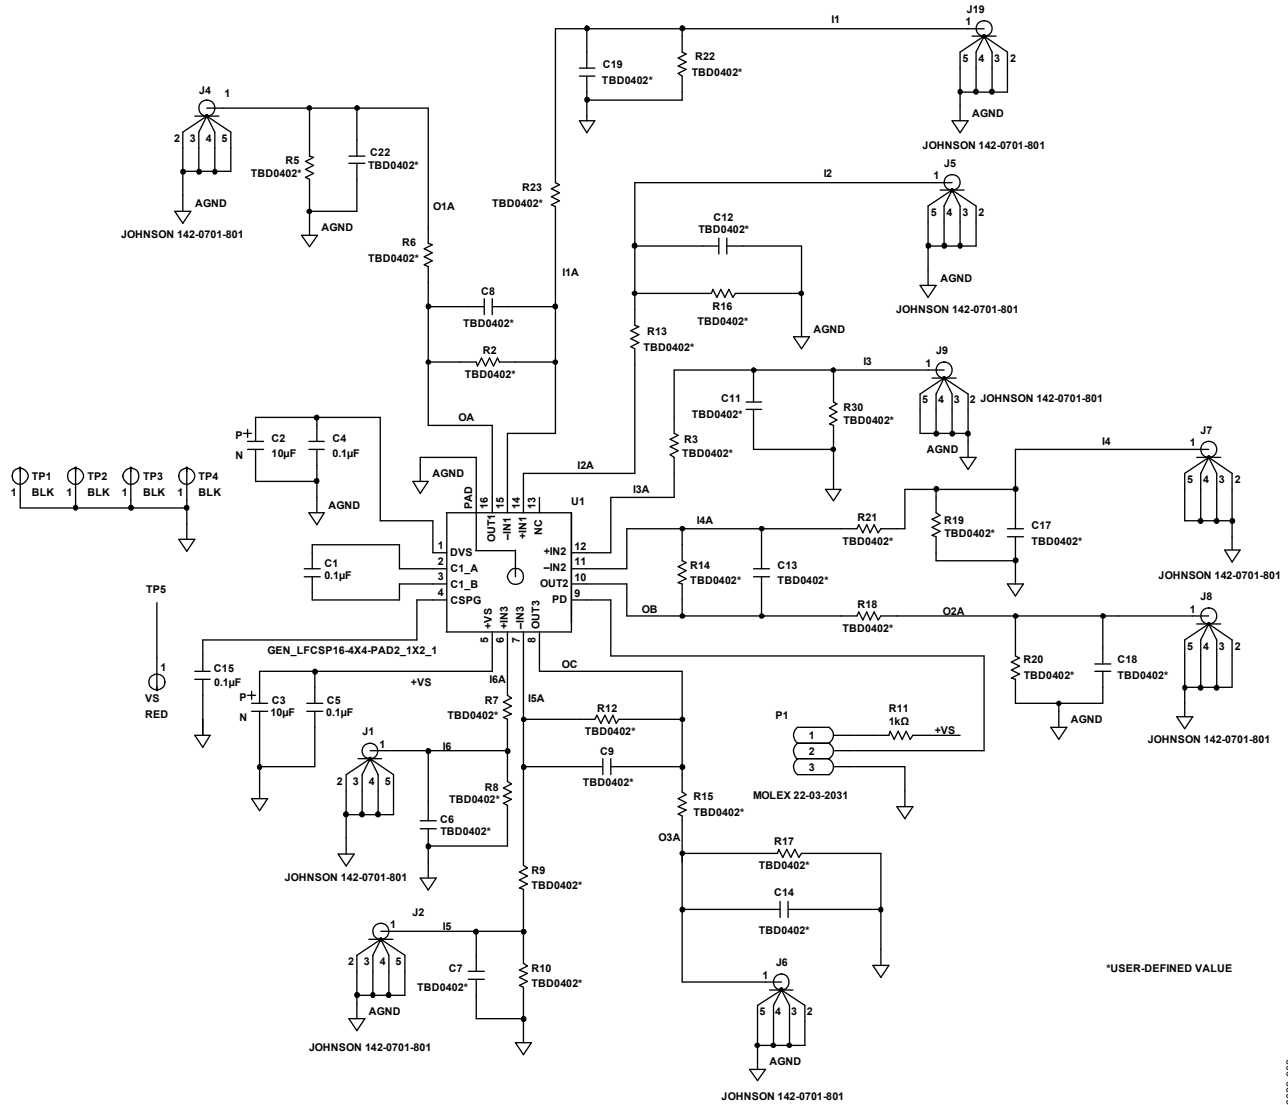 I1
J19
1
R22
TBD0402*
C19
TBD0402*
5 4 3 2
AGND
JOHNSON 142-0701-801
J4
1
2 3 4 5
AGND
JOHNSON 142-0701-801
R5
TBD0402*
C22
TBD0402*
AGND
O1A
R6
TBD0402*
R23
TBD0402*
I1A
C8
TBD0402*
R2
TBD0402*
I2
J5
1
5 4 3 2
AGND
JOHNSON 142-0701-801
C12
TBD0402*
R16
TBD0402*
AGND
R13
TBD0402*
I3
J9
1
5 4 3 2
AGND
JOHNSON 142-0701-801
C11
TBD0402*
R30
TBD0402*
R3
TBD0402*
OA
I2A
I3A
P+
N
C2
10µF
C4
0.1µF
AGND
AGND
PAD
TP1
1 BLK
TP2
1 BLK
TP3
1 BLK
TP4
1 BLK
I4
J7
1
5 4 3 2
JOHNSON 142-0701-801
I4A
R21
TBD0402*
R19
TBD0402*
C17
TBD0402*
R14
TBD0402*
C13
TBD0402*
U1
16 OUT1
15 –IN1
14 +IN1
13 NC
1 DVS
2 C1_A
3 C1_B
4 CSPG
12 +IN2
11 –IN2
10 OUT2
9 PD
+VS 5
+IN3 6
–IN3 7
OUT3 8
GEN_LFCSP16-4X4-PAD2_1X2_1
C1
0.1µF
TP5
1
VS
RED
C15
0.1µF
+VS
P+
N
C3
10µF
C5
0.1µF
OB
R18
TBD0402*
O2A
J8
1
5 4 3 2
JOHNSON 142-0701-801
R20
TBD0402*
C18
TBD0402*
AGND
OC
I6A
I5A
R7
TBD0402*
R12
TBD0402*
C9
TBD0402*
P1
1
2
3
MOLEX 22-03-2031
R11
1kΩ
+VS
J1
1
I6
2 3 4 5
JOHNSON 142-0701-801
R8
TBD0402*
C6
TBD0402*
R15
TBD0402*
O3A
R17
TBD0402*
C14
TBD0402*
R9
TBD0402*
J2
1
I5
2 3 4 5
AGND
JOHNSON 142-0701-801
C7
TBD0402*
R10
TBD0402*
J6
1
5 4 3 2
AGND
JOHNSON 142-0701-801
*USER-DEFINED VALUE